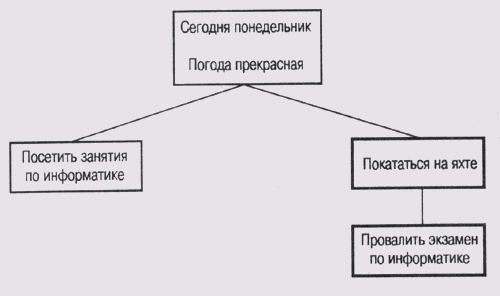 Сегодня понедельник
Погода прекрасная
Посетить занятия
по информатике
Покататься на яхте
Провалить экзамен
по информатике